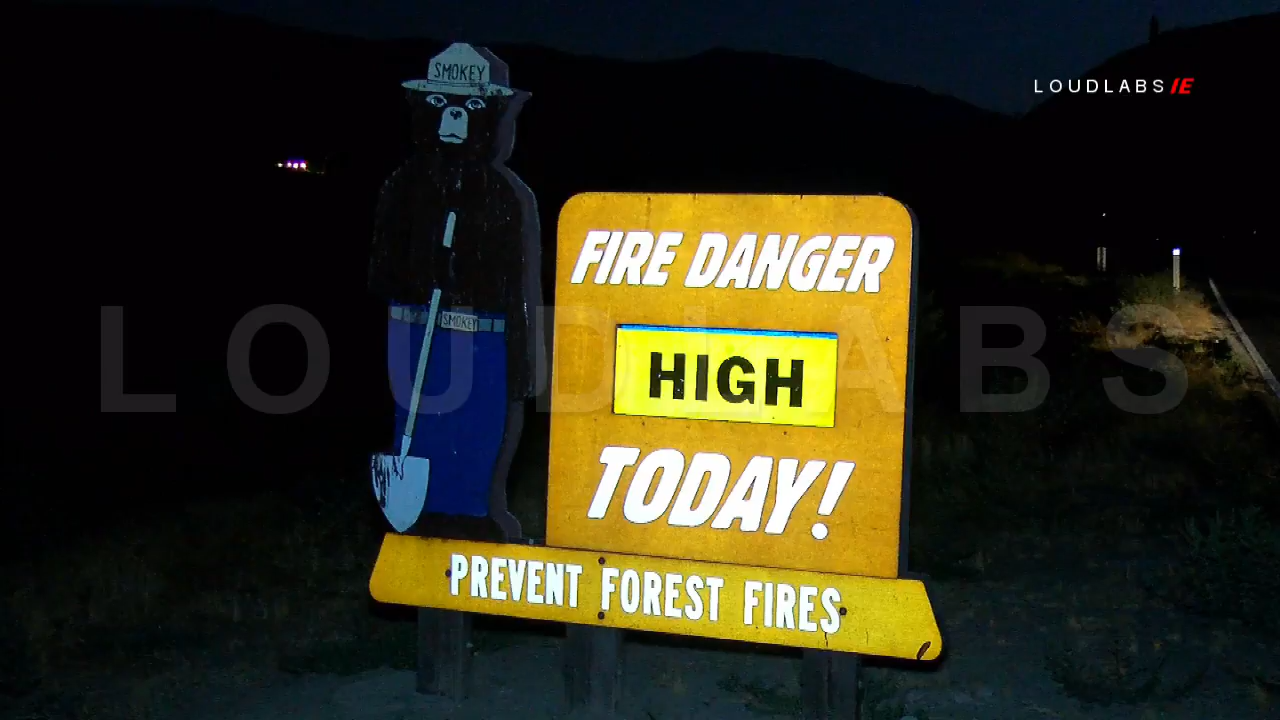 SMOKEY
LOUDLABS IE
FIRE DANGER
SMOKEY
LOUDLABS
HIGH
TODAY!
PREVENT FOREST FIRES